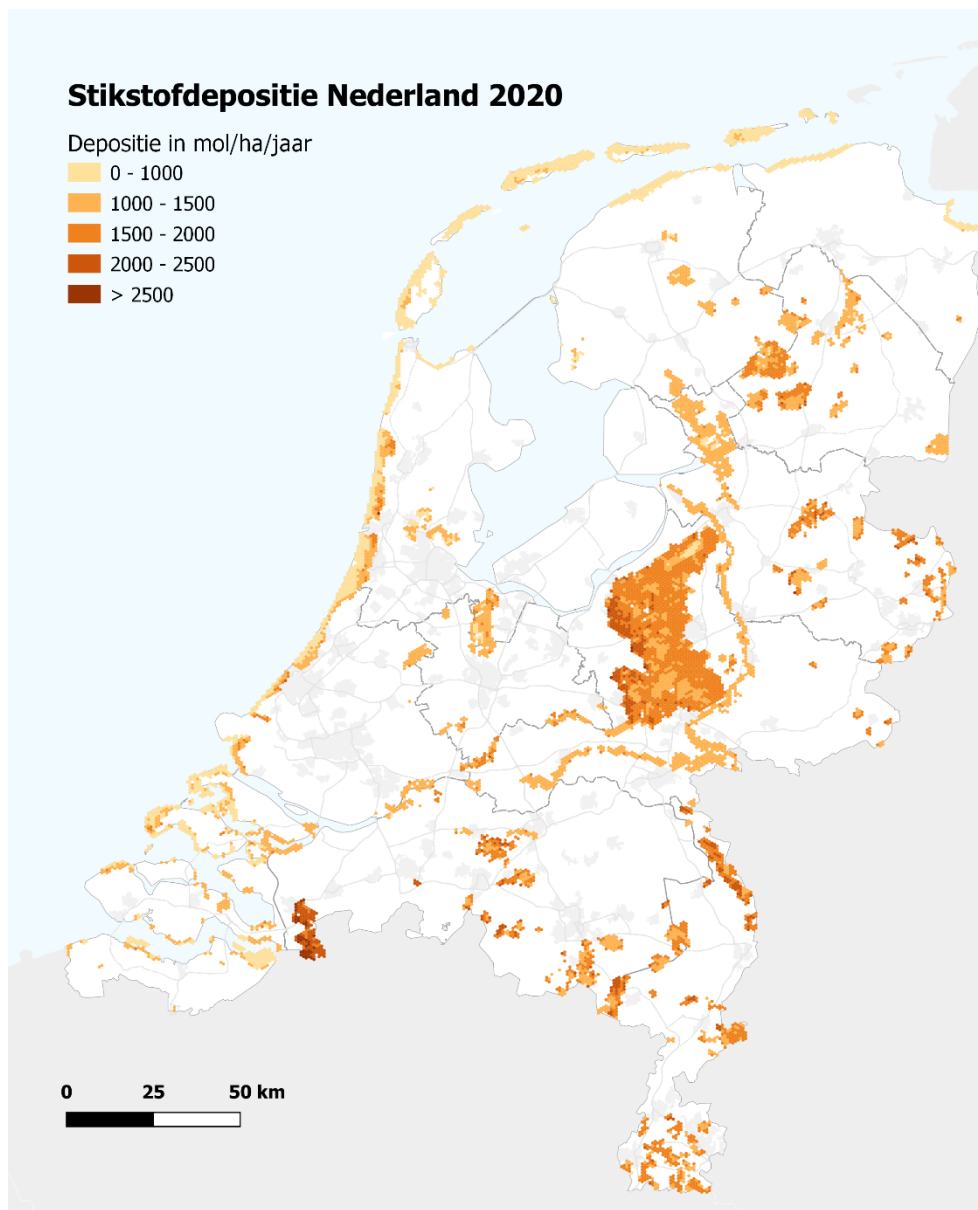 Stikstofdepositie Nederland 2020
Depositie in mol/ha/jaar
0 - 1000
1000 - 1500
1500 - 2000
2000 - 2500
> 2500
0 25 50 km